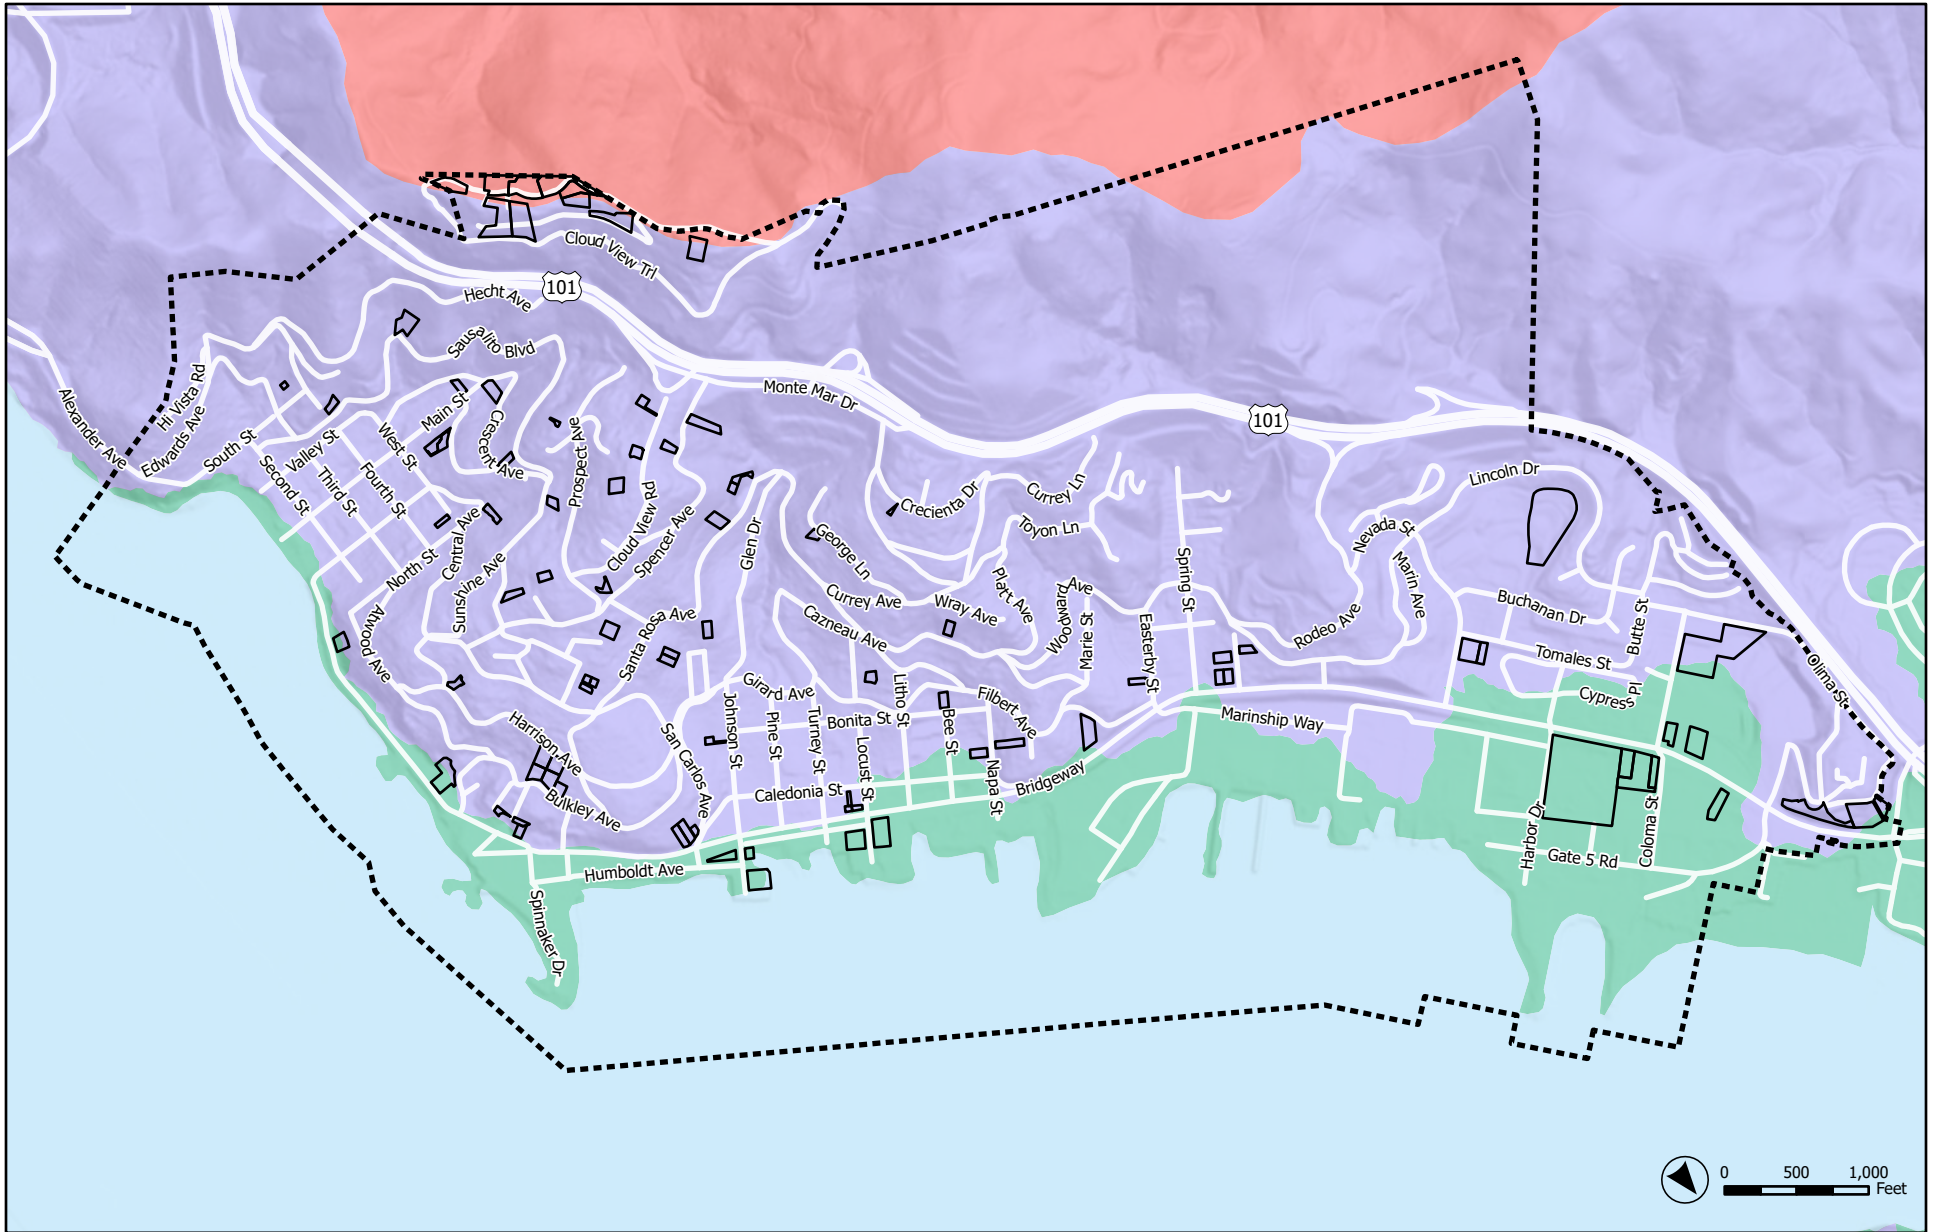 Cloud View Trl
101
Hecht Ave
Sausalito Blvd
Monte Mar Dr
101
Hi Vista Rd
Alexander Ave
Edwards Ave
South St
Second St
Valley St
Third St
Fourth St
West St
Main St
Crescent Ave
Prospect Ave
Cloud View Rd
Spencer Ave
Glen Dr
George Ln
Crecienta Dr
Currey Ln
Toyon Ln
Lincoln Dr
Nevada St
Marin Ave
Spring St
North St
Central Ave
Sunshine Ave
Atwood Ave
Santa Rosa Ave
Currey Ave
Cazneau Ave
Wray Ave
Platt Ave
Woodward Ave
Marie St
Easterby St
Rodeo Ave
Buchanan Dr
Butte St
Tomales St
Cypress Pl
Olima St
Harrison Ave
Bulkley Ave
San Carlos Ave
Girard Ave
Johnson St
Pine St
Turney St
Bonita St
Locust St
Litho St
Bee St
Filbert Ave
Napa St
Caledonia St
Bridgeway
Marinship Way
Humboldt Ave
Spinnaker Dr
Harbor Dr
Coloma St
Gate 5 Rd
0 500 1,000
Feet